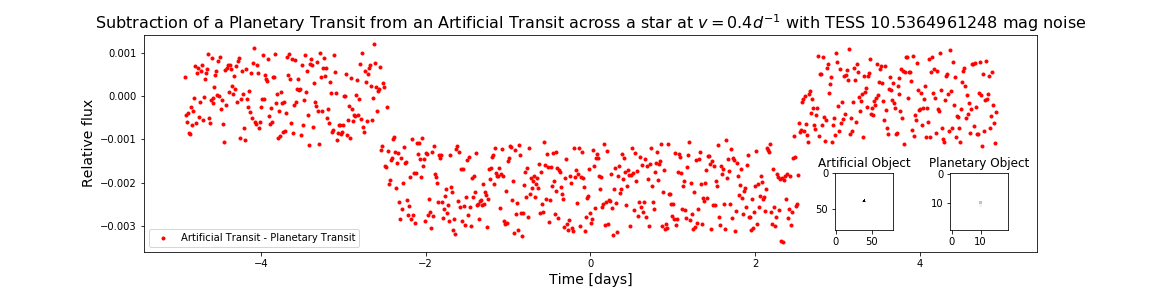 Subtraction of a Planetary Transit from an Artificial Transit across a star at v = 0.4d⁻¹ with TESS 10.5364961248 mag noise
Relative flux
0.001
0.000
−0.001
−0.002
−0.003
Artificial Transit - Planetary Transit
Artificial Object
0
50
0 50
Planetary Object
0
10
0 10
−4 −2 0 2 4
Time [days]